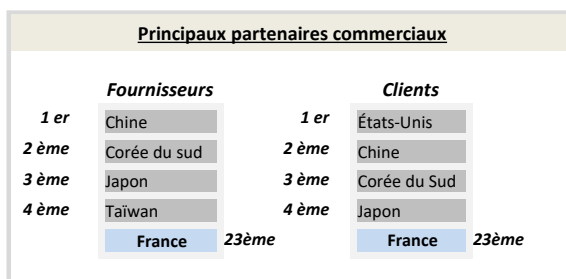 Principaux partenaires commerciaux
Fournisseurs Clients
1 er Chine 1 er États-Unis
2 ème Corée du sud 2 ème Chine
3 ème Japon 3 ème Corée du Sud
4 ème Taïwan 4 ème Japon
France 23ème France 23ème